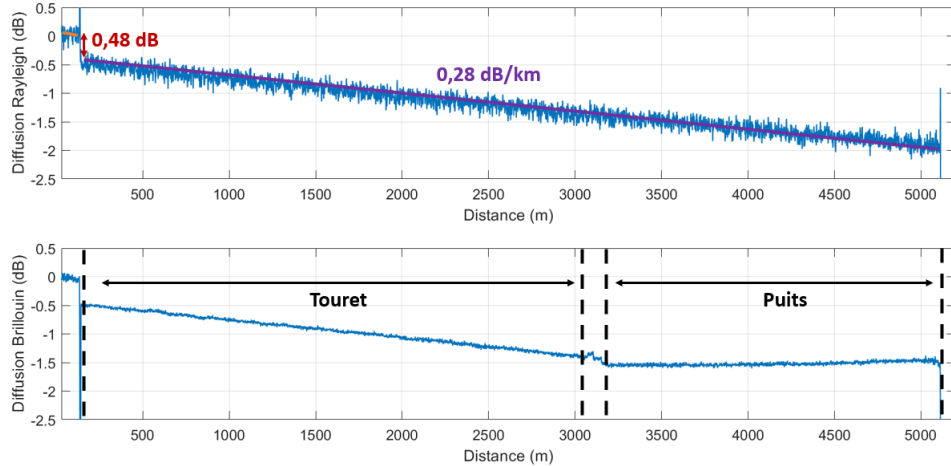 0.5
0
-0.5
-1
-1.5
-2
-2.5
Diffusion Rayleigh (dB)
0,48 dB
0,28 dB/km
500 1000 1500 2000 2500 3000 3500 4000 4500 5000
Distance (m)
0.5
0
-0.5
-1
-1.5
-2
-2.5
Diffusion Brillouin (dB)
Touret
Puits
500 1000 1500 2000 2500 3000 3500 4000 4500 5000
Distance (m)